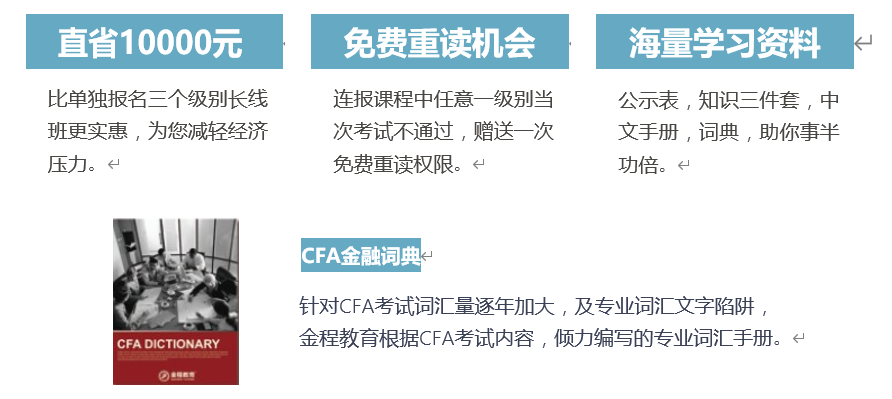 直省10000元
免费重读机会
海量学习资料
比单独报名三个级别长线
班更实惠，为您减轻经济
压力。
连报课程中任意一级别当
次考试不通过，赠送一次
免费重读权限。
公示表，知识三件套，中
文手册，词典，助你事半
功倍。
CFA DICTIONARY
金程教育
CFA金融词典
针对CFA考试词汇量逐年加大，及专业词汇文字陷阱，
金程教育根据CFA考试内容，倾力编写的专业词汇手册。